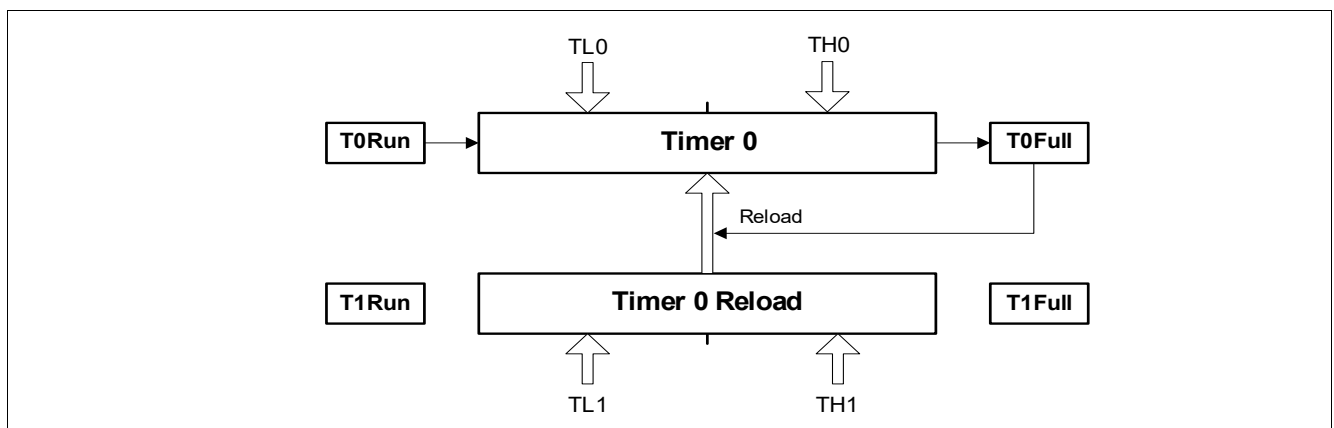 TL0 TH0
T0Run Timer 0 T0Full
Reload
T1Run Timer 0 Reload T1Full
TL1 TH1